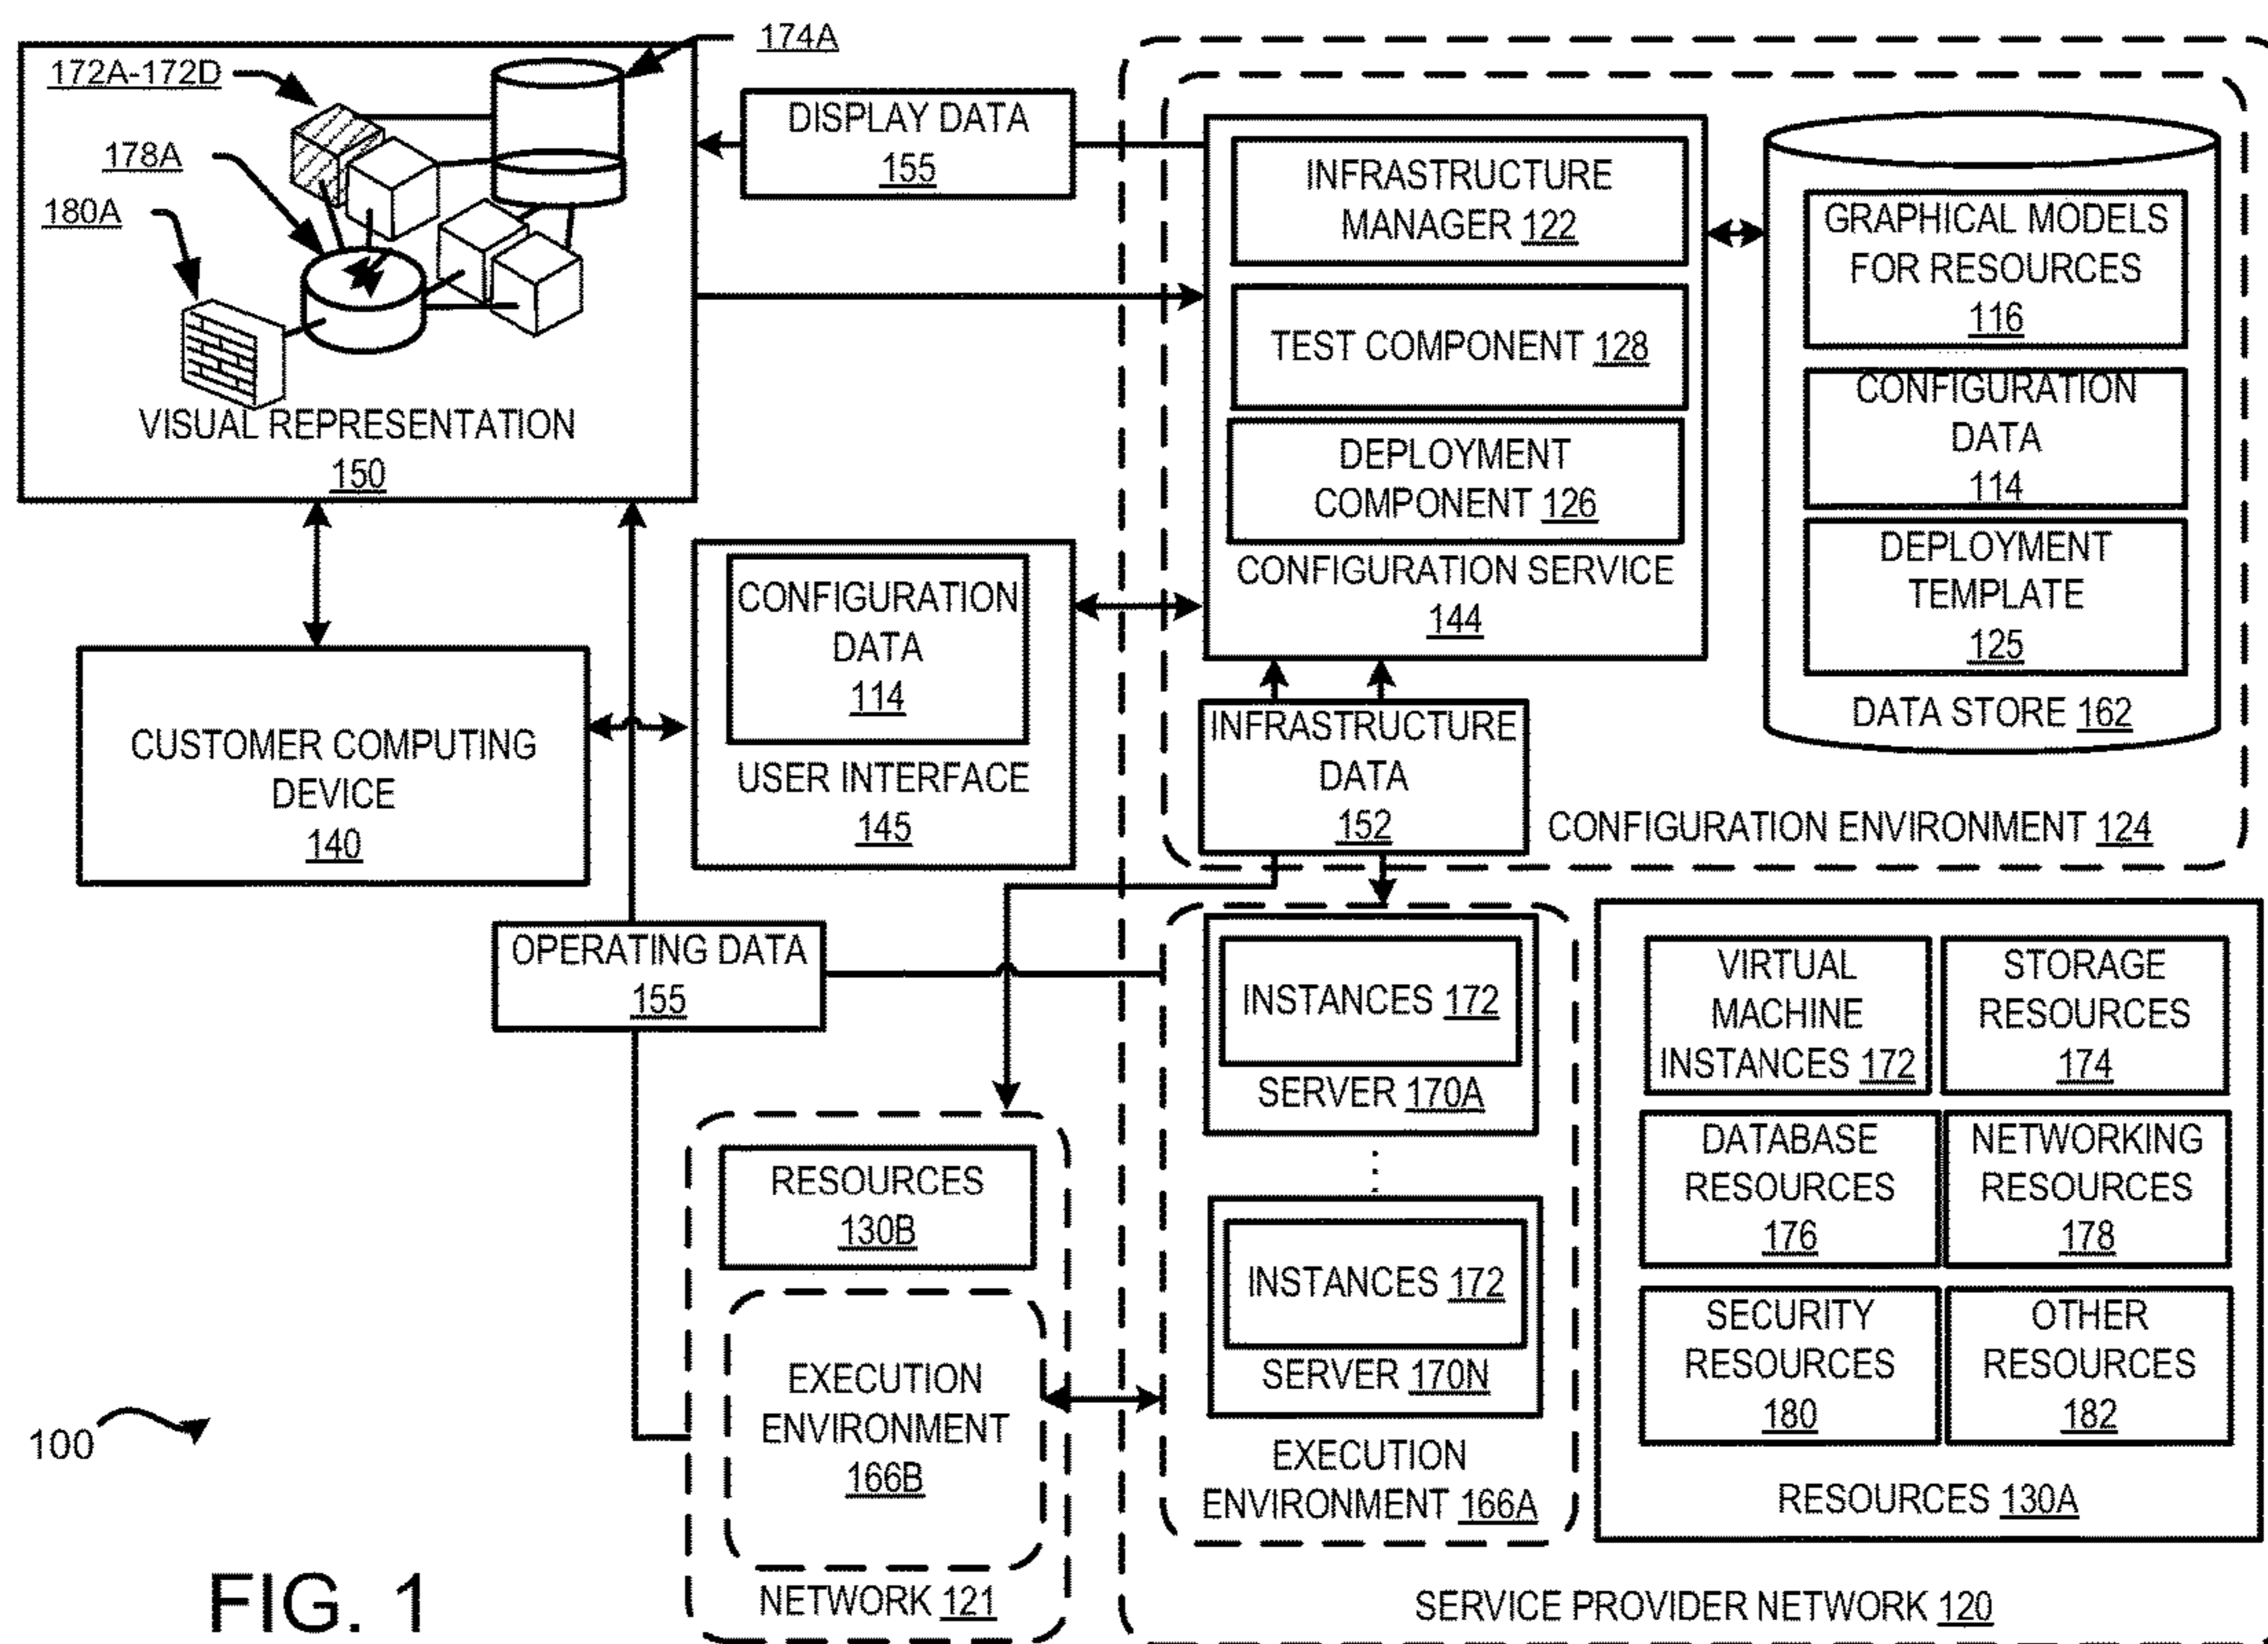 174A
172A-172D
178A
180A
VISUAL REPRESENTATION
150
DISPLAY DATA
155
INFRASTRUCTURE
MANAGER 122
TEST COMPONENT 128
DEPLOYMENT
COMPONENT 126
CONFIGURATION SERVICE
144
GRAPHICAL MODELS
FOR RESOURCES
116
CONFIGURATION
DATA
114
DEPLOYMENT
TEMPLATE
125
DATA STORE 162
CONFIGURATION
DATA
114
USER INTERFACE
145
CUSTOMER COMPUTING
DEVICE
140
INFRASTRUCTURE
DATA
152
CONFIGURATION ENVIRONMENT 124
OPERATING DATA
155
INSTANCES 172
SERVER 170A
INSTANCES 172
SERVER 170N
EXECUTION
ENVIRONMENT 166A
VIRTUAL
MACHINE
INSTANCES 172
STORAGE
RESOURCES
174
DATABASE
RESOURCES
176
NETWORKING
RESOURCES
178
SECURITY
RESOURCES
180
OTHER
RESOURCES
182
RESOURCES 130A
RESOURCES
130B
EXECUTION
ENVIRONMENT
166B
NETWORK 121
SERVICE PROVIDER NETWORK 120
100
FIG. 1